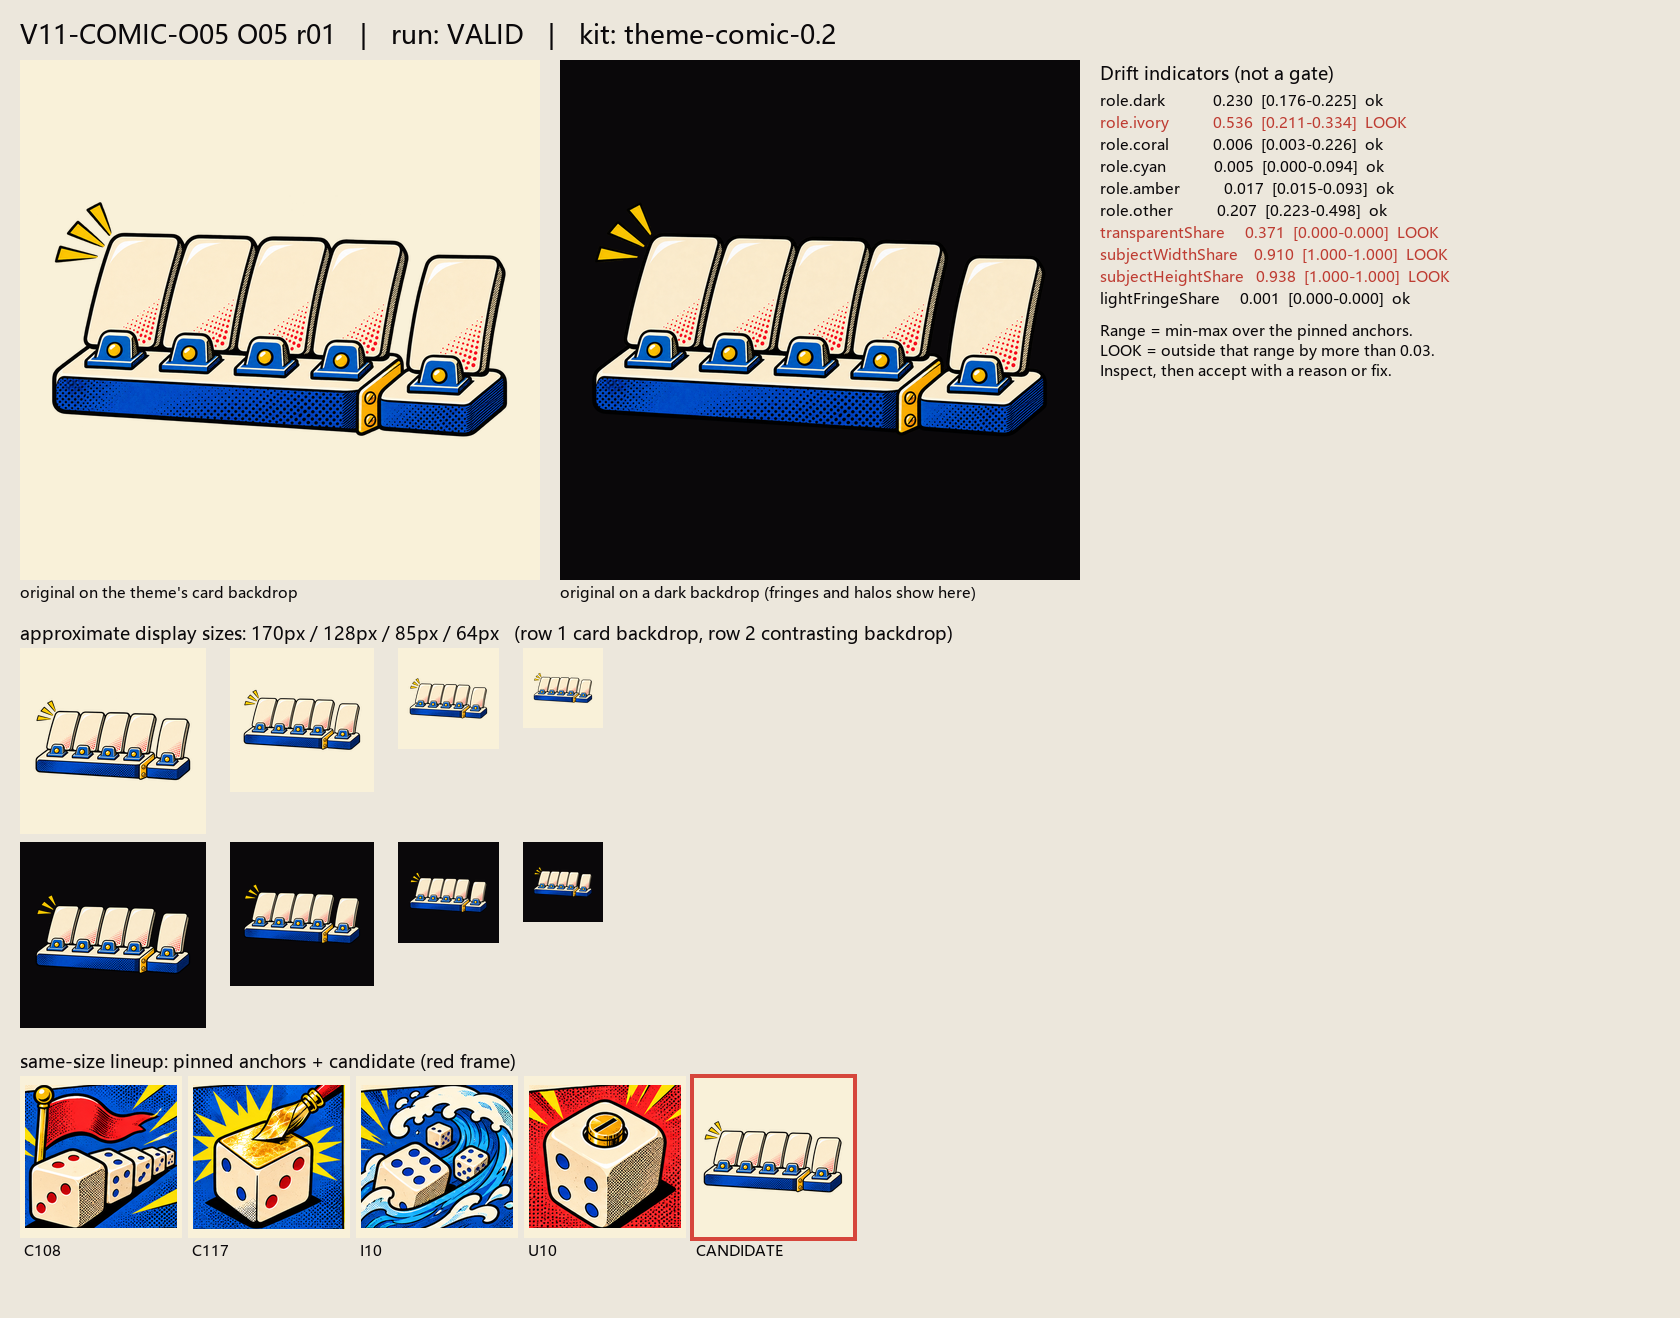 V11-COMIC-O05 O05 r01   |   run: VALID   |   kit: theme-comic-0.2
Drift indicators (not a gate)
role.dark 0.230 [0.176-0.225] ok
role.ivory 0.536 [0.211-0.334] LOOK
role.coral 0.006 [0.003-0.226] ok
role.cyan 0.005 [0.000-0.094] ok
role.amber 0.017 [0.015-0.093] ok
role.other 0.207 [0.223-0.498] ok
transparentShare 0.371 [0.000-0.000] LOOK
subjectWidthShare 0.910 [1.000-1.000] LOOK
subjectHeightShare 0.938 [1.000-1.000] LOOK
lightFringeShare 0.001 [0.000-0.000] ok
Range = min-max over the pinned anchors.
LOOK = outside that range by more than 0.03.
Inspect, then accept with a reason or fix.
original on the theme's card backdrop
original on a dark backdrop (fringes and halos show here)
approximate display sizes: 170px / 128px / 85px / 64px   (row 1 card backdrop, row 2 contrasting backdrop)
same-size lineup: pinned anchors + candidate (red frame)
C108
C117
I10
U10
CANDIDATE